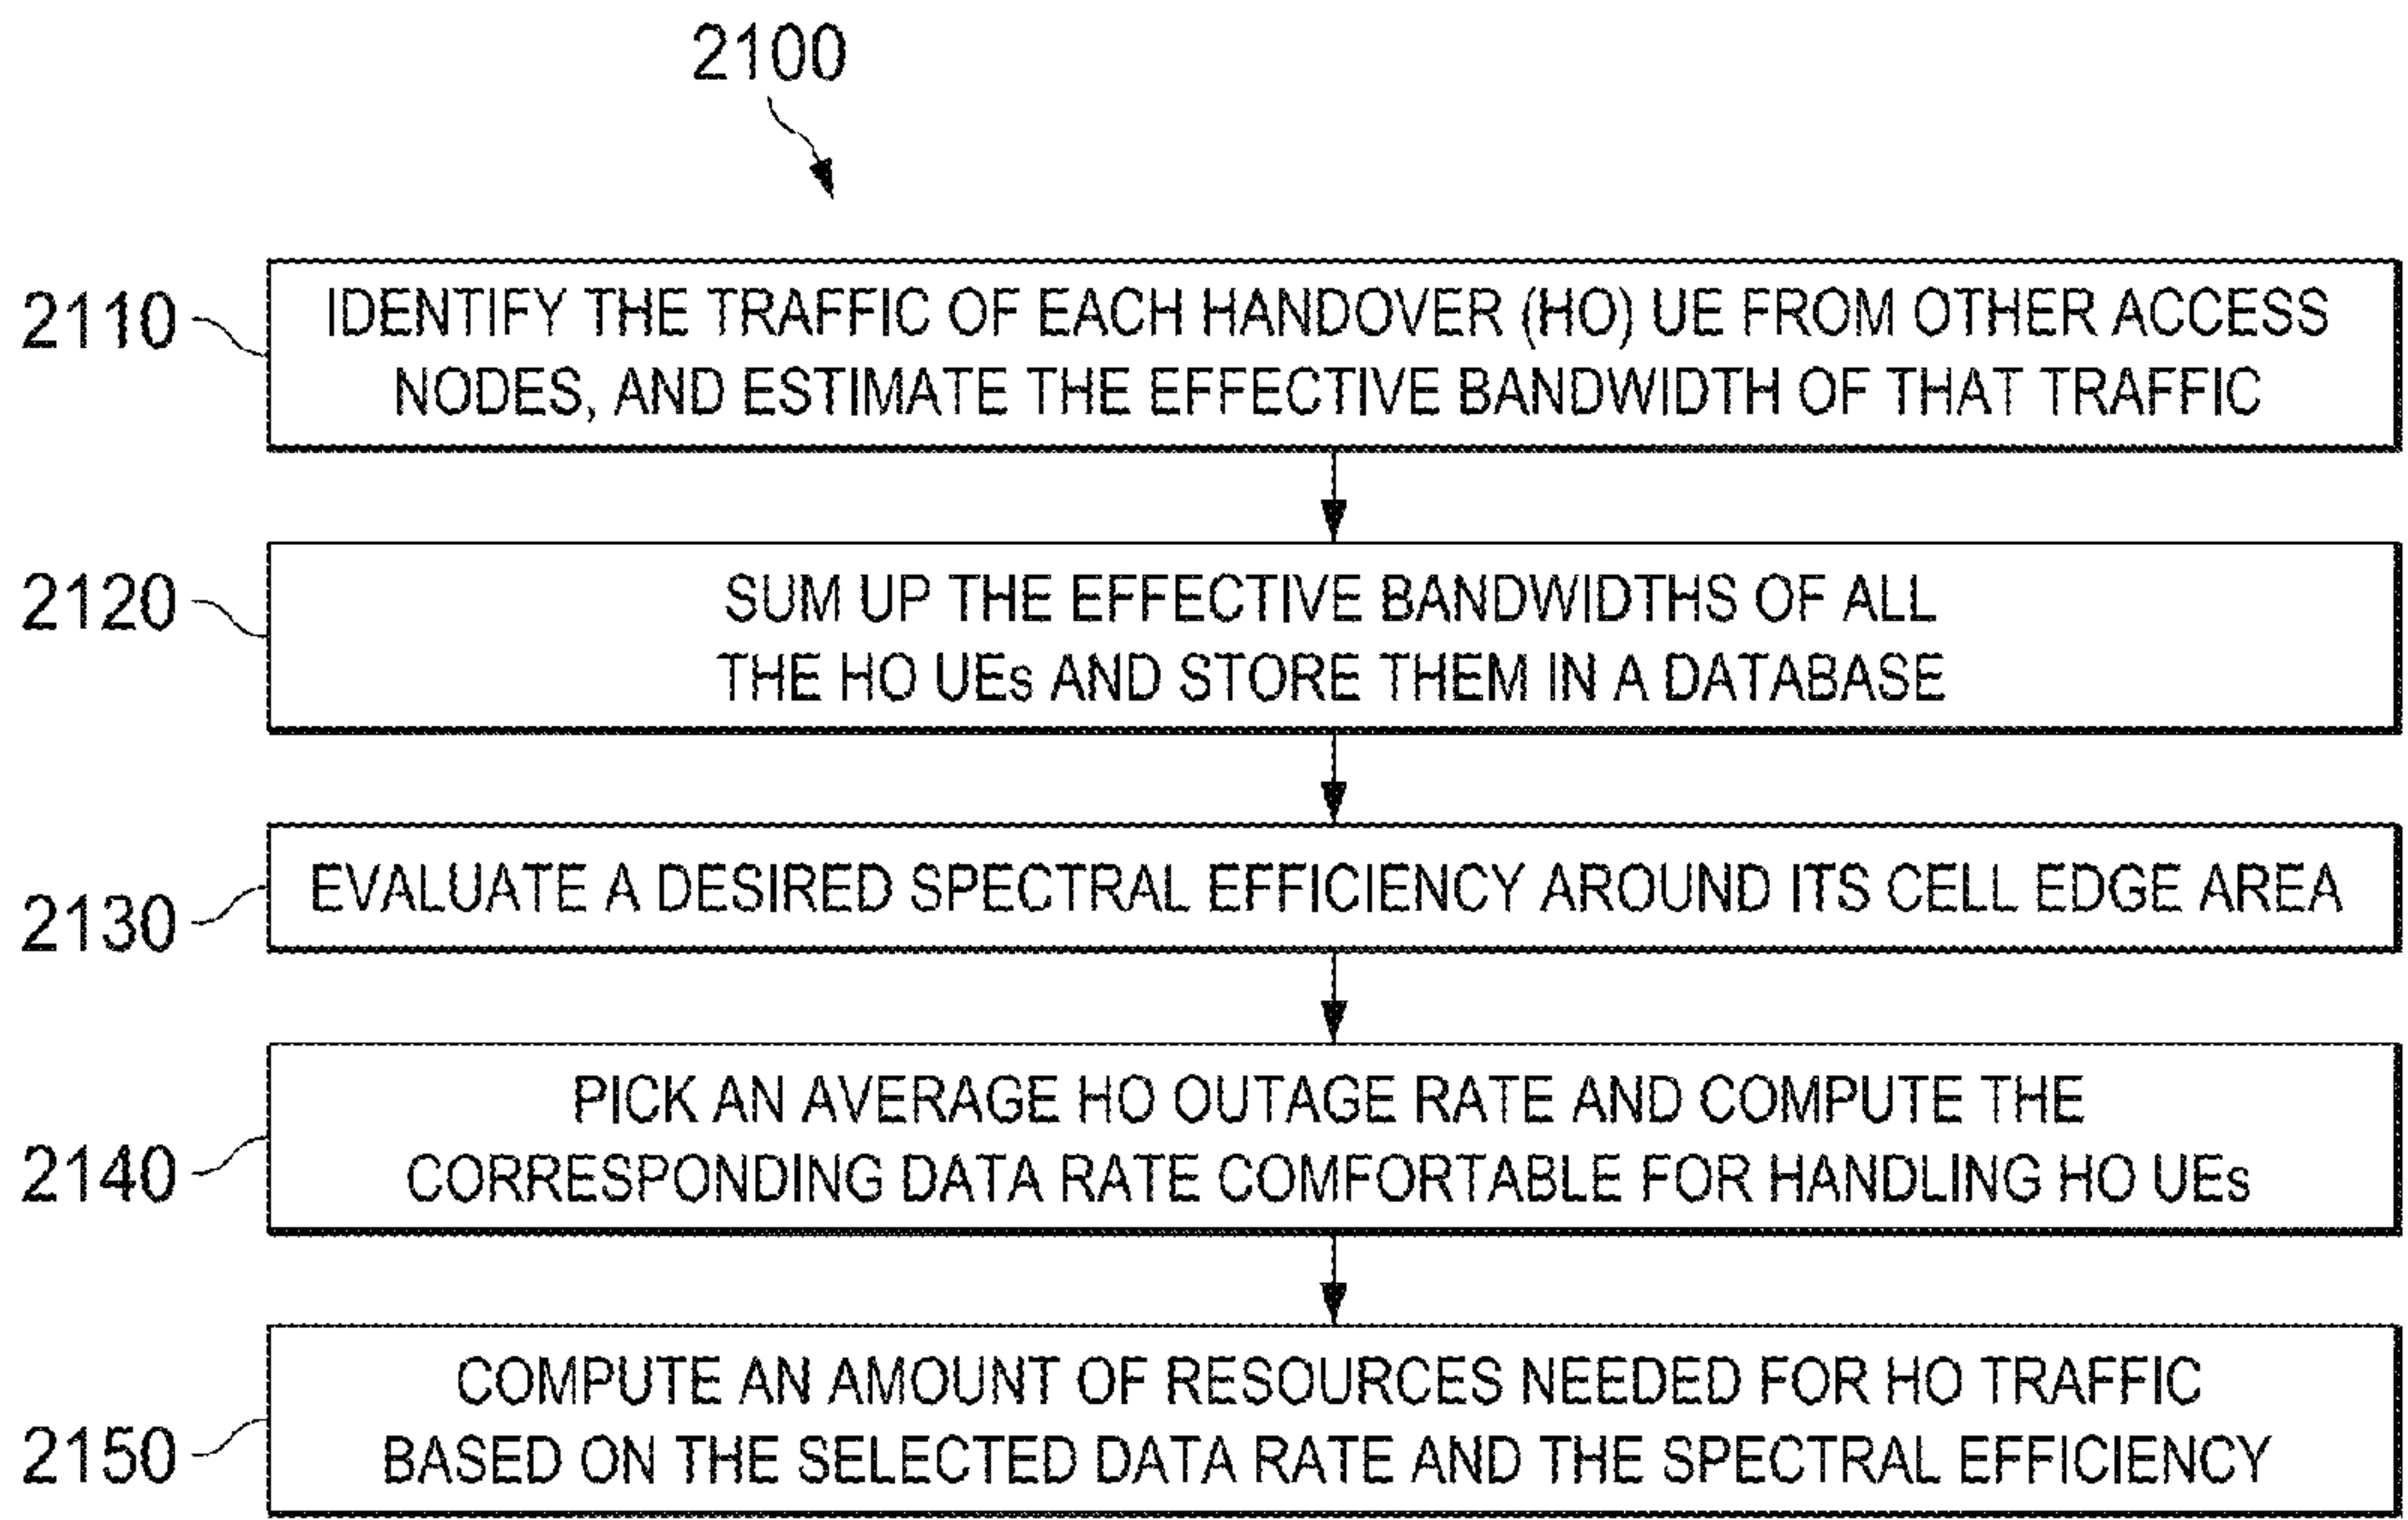 2100
2110
IDENTIFY THE TRAFFIC OF EACH HANDOVER (HO) UE FROM OTHER ACCESS
NODES, AND ESTIMATE THE EFFECTIVE BANDWIDTH OF THAT TRAFFIC
2120
SUM UP THE EFFECTIVE BANDWIDTHS OF ALL
THE HO UEs AND STORE THEM IN A DATABASE
2130
EVALUATE A DESIRED SPECTRAL EFFICIENCY AROUND ITS CELL EDGE AREA
2140
PICK AN AVERAGE HO OUTAGE RATE AND COMPUTE THE
CORRESPONDING DATA RATE COMFORTABLE FOR HANDLING HO UEs
2150
COMPUTE AN AMOUNT OF RESOURCES NEEDED FOR HO TRAFFIC
BASED ON THE SELECTED DATA RATE AND THE SPECTRAL EFFICIENCY